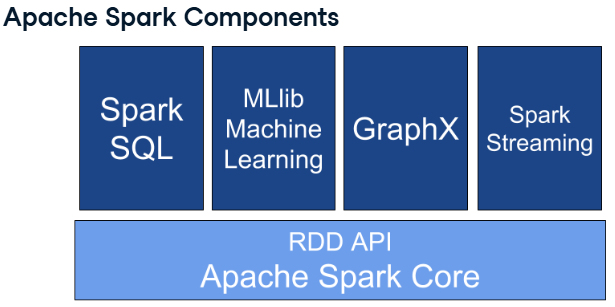 Apache Spark Components
Spark
SQL
MLlib
Machine
Learning
GraphX
Spark
Streaming
RDD API
Apache Spark Core